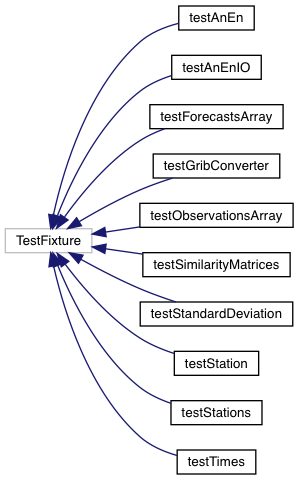 testAnEn
testAnEnIO
testForecastsArray
testGribConverter
testObservationsArray
TestFixture
testSimilarityMatrices
testStandardDeviation
testStation
testStations
testTimes